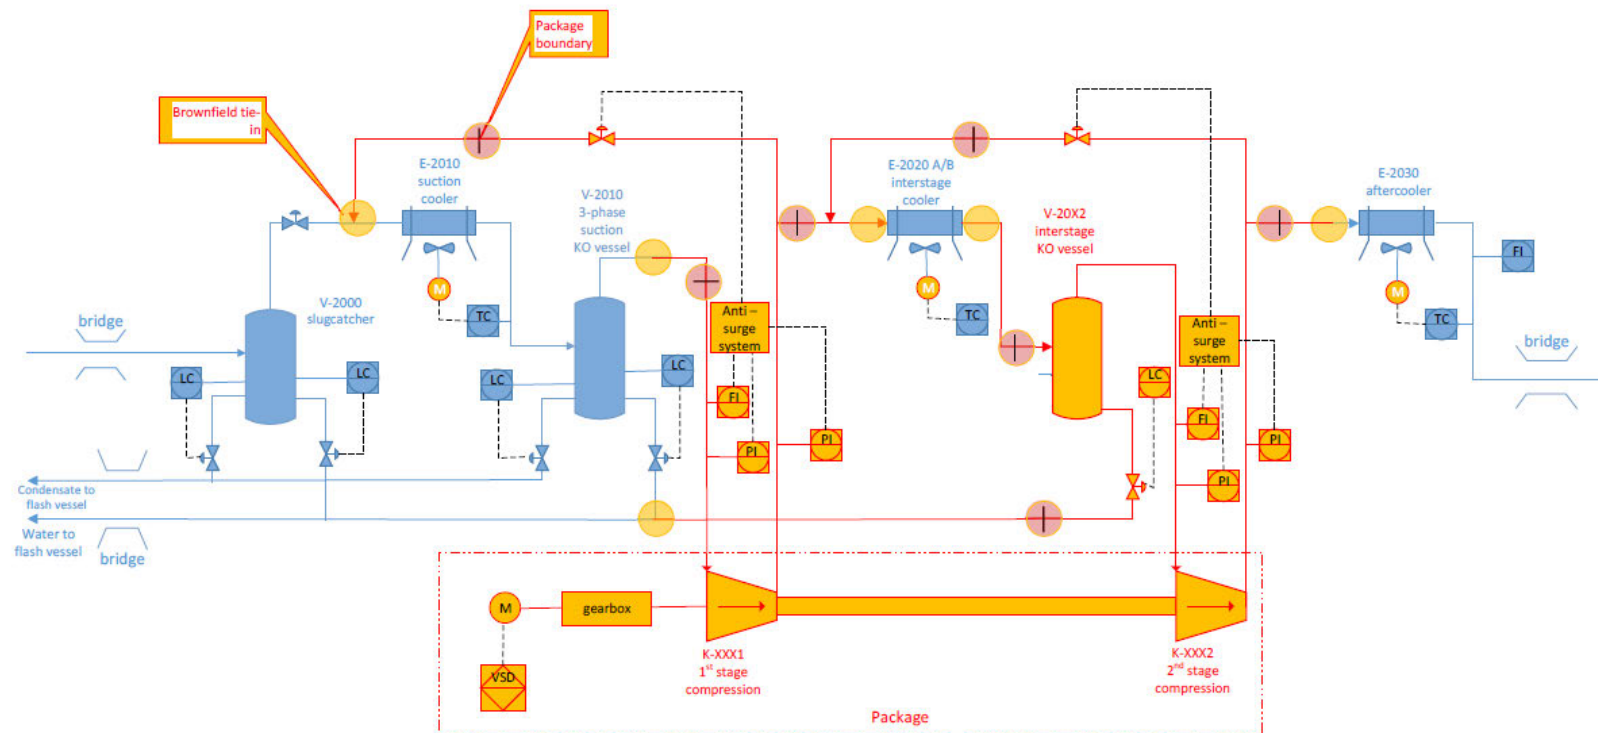 Package
boundary
Brownfield tie-
in
E-2010
suction
cooler
V-2010
3-phase
suction
KO vessel
E-2020 A/B
interstage
cooler
V-20X2
interstage
KO vessel
E-2030
aftercooler
FI
M
TC
M
TC
M
TC
V-2000
slugcatcher
bridge
bridge
Anti –
surge
system
Anti –
surge
system
LC
LC
LC
LC
LC
FI
PI
PI
FI
PI
PI
Condensate to
flash vessel
Water to
flash vessel
bridge
M
gearbox
VSD
K-XXX1
1st stage
compression
K-XXX2
2nd stage
compression
Package